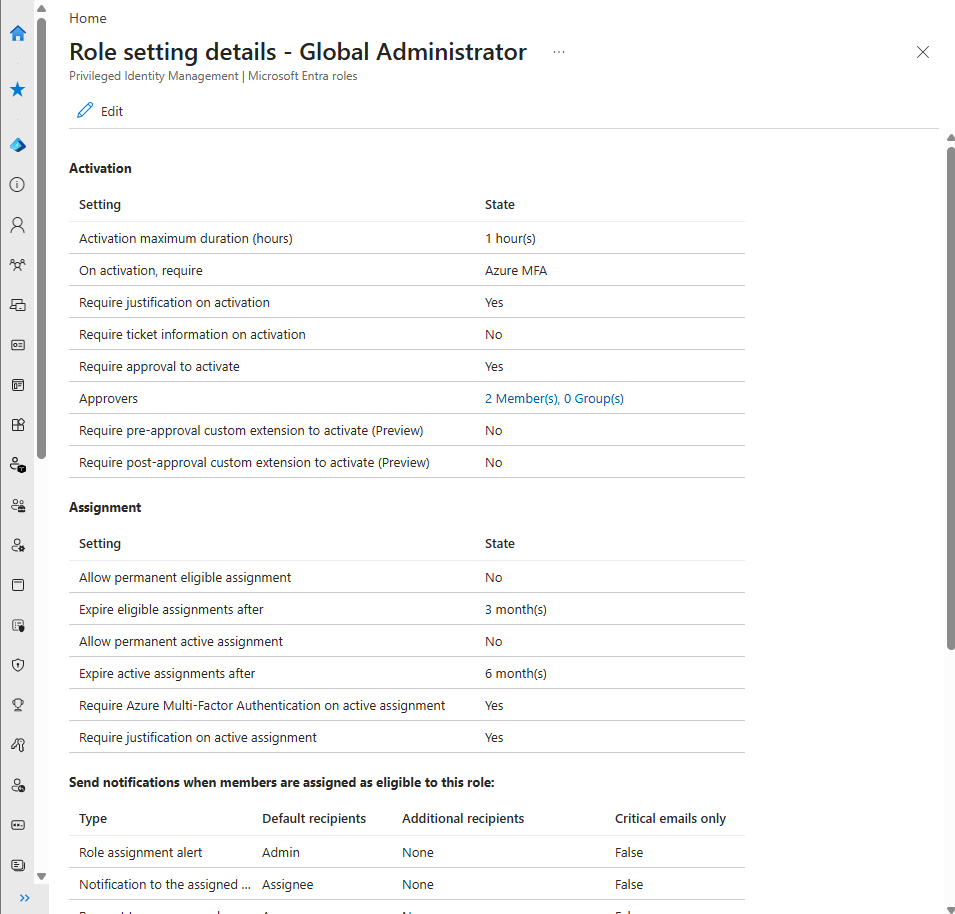 Home
Role setting details - Global Administrator ...
Privileged Identity Management | Microsoft Entra roles
Edit
Activation
Setting State
Activation maximum duration (hours) 1 hour(s)
On activation, require Azure MFA
Require justification on activation Yes
Require ticket information on activation No
Require approval to activate Yes
Approvers 2 Member(s), 0 Group(s)
Require pre-approval custom extension to activate (Preview) No
Require post-approval custom extension to activate (Preview) No
Assignment
Setting State
Allow permanent eligible assignment No
Expire eligible assignments after 3 month(s)
Allow permanent active assignment No
Expire active assignments after 6 month(s)
Require Azure Multi-Factor Authentication on active assignment Yes
Require justification on active assignment Yes
Send notifications when members are assigned as eligible to this role:
Type Default recipients Additional recipients Critical emails only
Role assignment alert Admin None False
Notification to the assigned ... Assignee None False